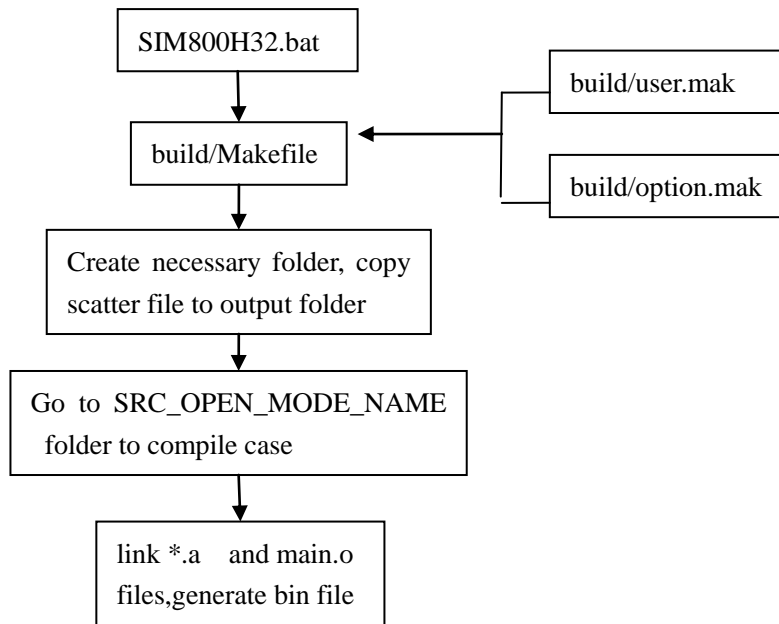 SIM800H32.bat
build/user.mak
build/Makefile
build/option.mak
Create necessary folder, copy
scatter file to output folder
Go to SRC_OPEN_MODE_NAME
folder to compile case
link *.a and main.o
files,generate bin file